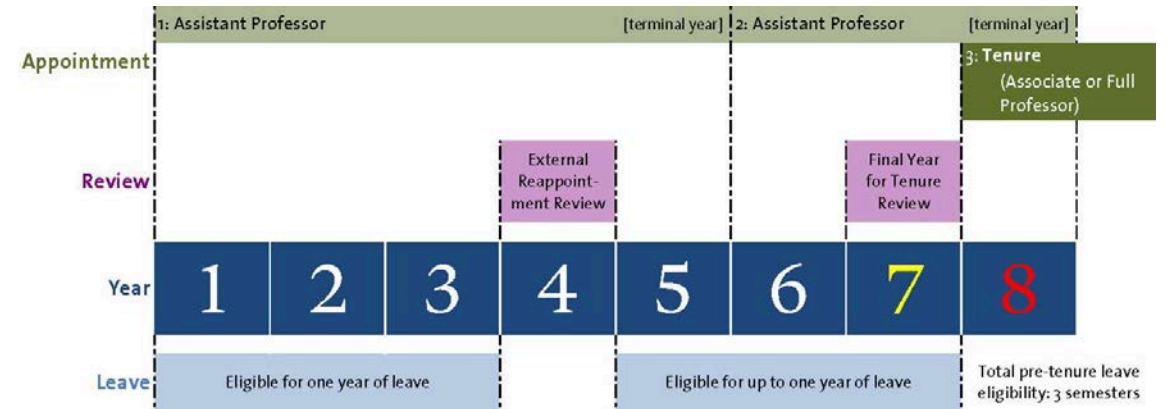 1: Assistant Professor [terminal year] 2: Assistant Professor [terminal year]
Appointment
3: Tenure
(Associate or Full
Professor)
Review
External
Reappoint-
ment Review
Final Year
for Tenure
Review
Year 1 2 3 4 5 6 7 8
Leave
Eligible for one year of leave
Eligible for up to one year of leave
Total pre-tenure leave
eligibility: 3 semesters